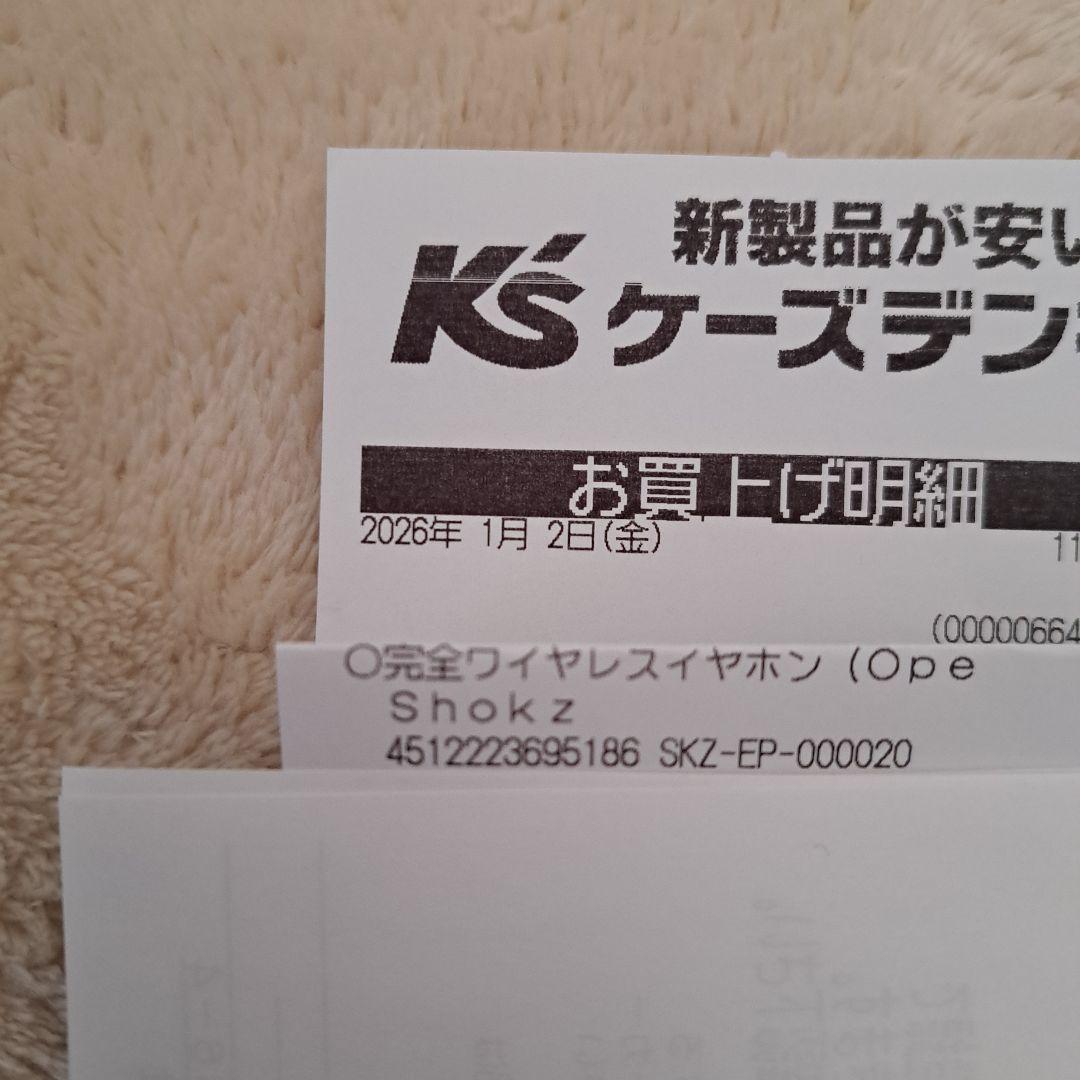 新製品が安い
K's ケーズデン
お買上げ明細
2026年 1月 2日(金) 11
(00000664
○完全ワイヤレスイヤホン (Ope
Shokz
4512223695186 SKZ-EP-000020